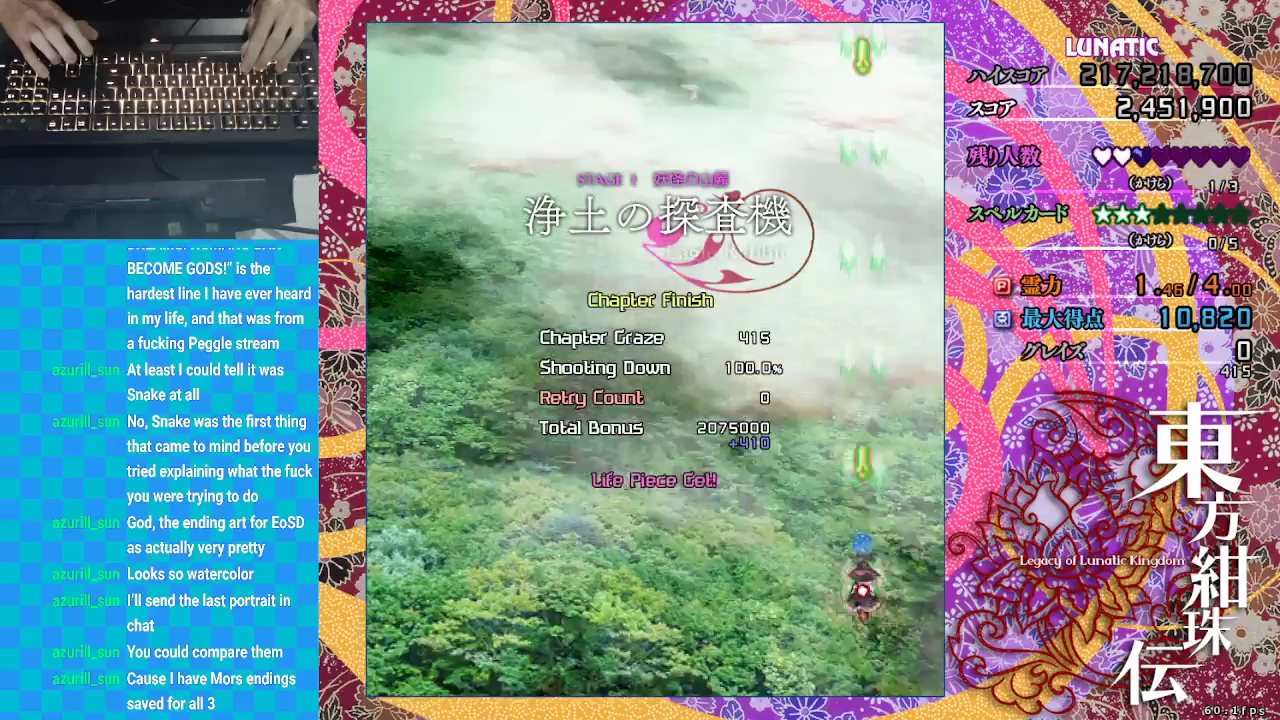 BECOME GODS!" is the
hardest line I have ever heard
in my life, and that was from
a fucking Peggle stream
azurill_sun At least I could tell it was
Snake at all
azurill_sun No, Snake was the first thing
that came to mind before you
tried explaining what the fuck
you were trying to do
azurill_sun God, the ending art for EoSD
as actually very pretty
azurill_sun Looks so watercolor
azurill_sun I'll send the last portrait in
chat
azurill_sun You could compare them
azurill_sun Cause I have Mors endings
saved for all 3
STAGE 1 妖怪の山麓
浄土の探査機
Chapter Finish
Chapter Graze 415
Shooting Down 100.0%
Retry Count 0
Total Bonus 2075000
+410
Life Piece Get!!
LUNATIC
ハイスコア 217,218,700
スコア 2,451,900
残り人数
(かけら) 1/3
スペルカード
(かけら) 0/5
P 霊力 1.46/4.00
最大得点 10,820
グレイズ 0
415
東方紺珠伝
Legacy of Lunatic Kingdom
60.1fps